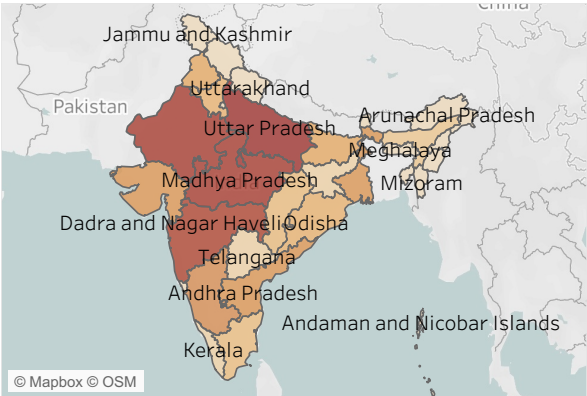 China
Jammu and Kashmir
Uttarakhand
Pakistan
Arunachal Pradesh
Uttar Pradesh
Meghalaya
Madhya Pradesh
Mizoram
Dadra and Nagar Haveli
Odisha
Telangana
Andhra Pradesh
Andaman and Nicobar Islands
Kerala
© Mapbox © OSM